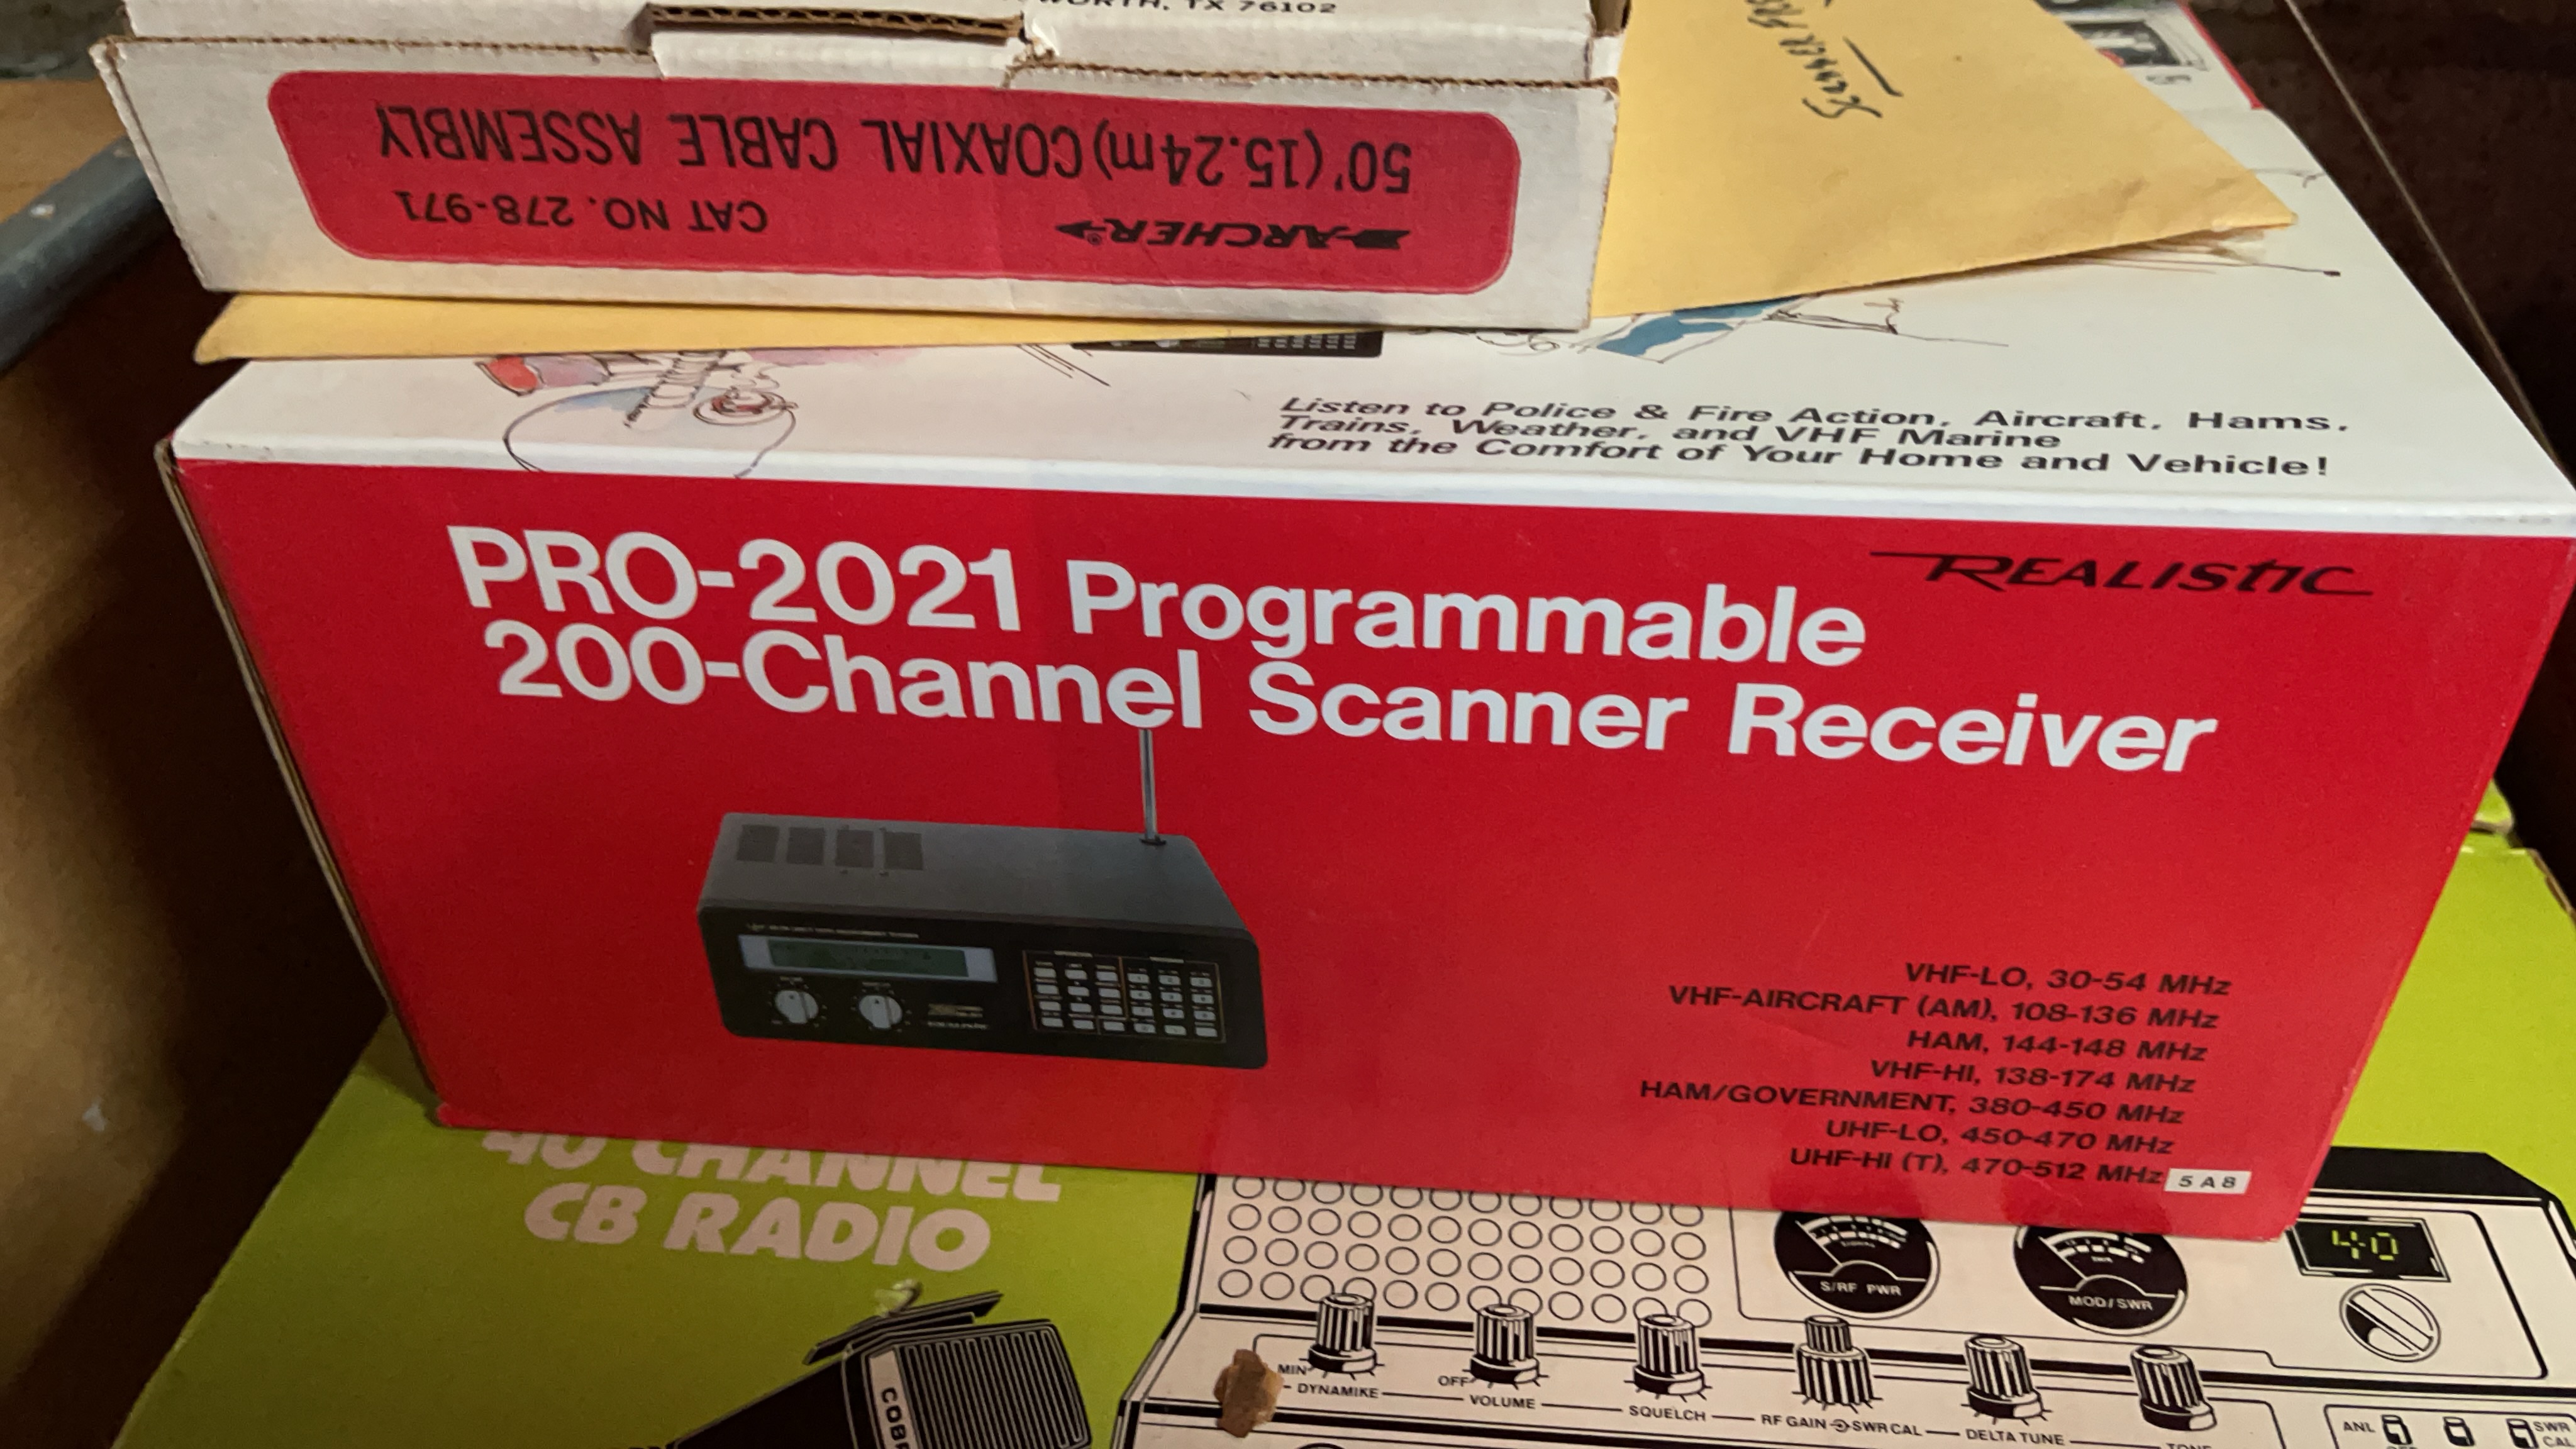 WORTH, TX 76102
ARCHER®
CAT NO. 278-971
50' (15.24m) COAXIAL CABLE ASSEMBLY
Listen to Police & Fire Action, Aircraft, Hams,
Trains, Weather, and VHF Marine
from the Comfort of Your Home and Vehicle!
REALISTIC
PRO-2021 Programmable
200-Channel Scanner Receiver
VHF-LO, 30-54 MHz
VHF-AIRCRAFT (AM), 108-136 MHz
HAM, 144-148 MHz
VHF-HI, 138-174 MHz
HAM/GOVERNMENT, 380-450 MHz
UHF-LO, 450-470 MHz
UHF-HI (T), 470-512 MHz
5A8
40 CHANNEL
CB RADIO
S/RF PWR
MOD/SWR
40
MIN
DYNAMIKE
OFF
VOLUME
SQUELCH
RF GAIN
SWR CAL
DELTA TUNE
TONE
ANL
SWR
CAL